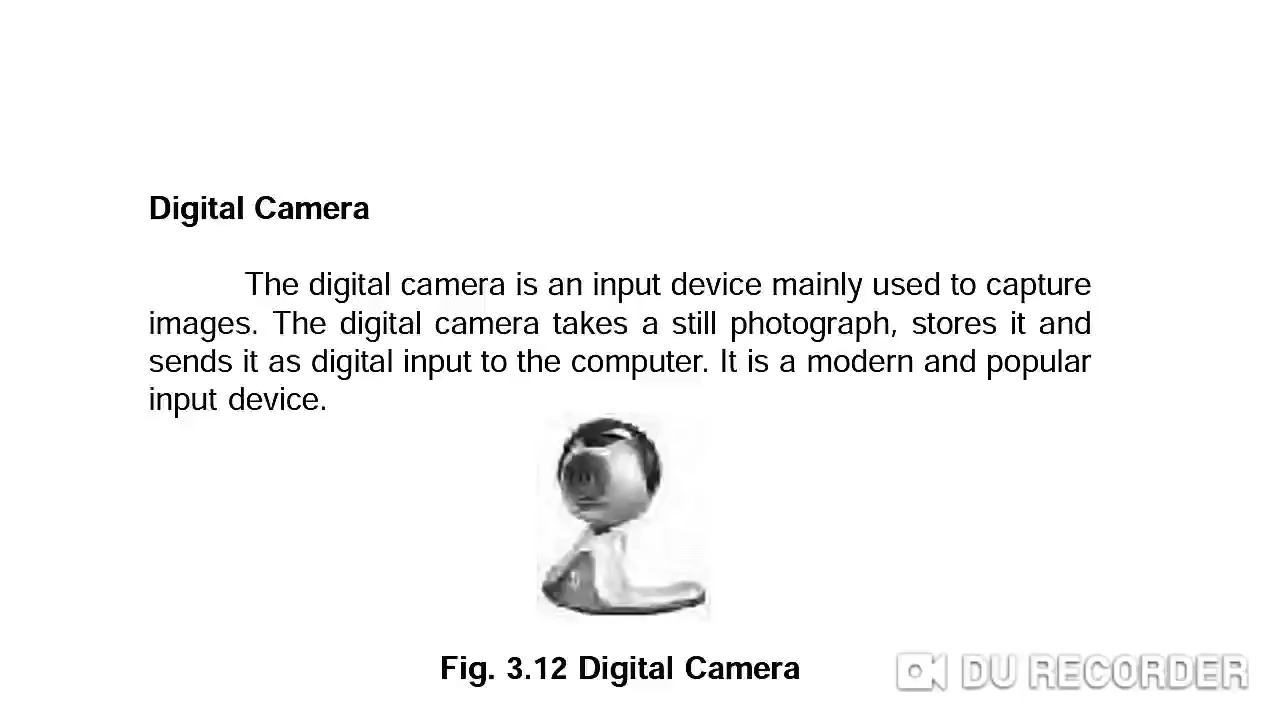 Digital Camera
The digital camera is an input device mainly used to capture
images. The digital camera takes a still photograph, stores it and
sends it as digital input to the computer. It is a modern and popular
input device.
Fig. 3.12 Digital Camera
DU RECORDER